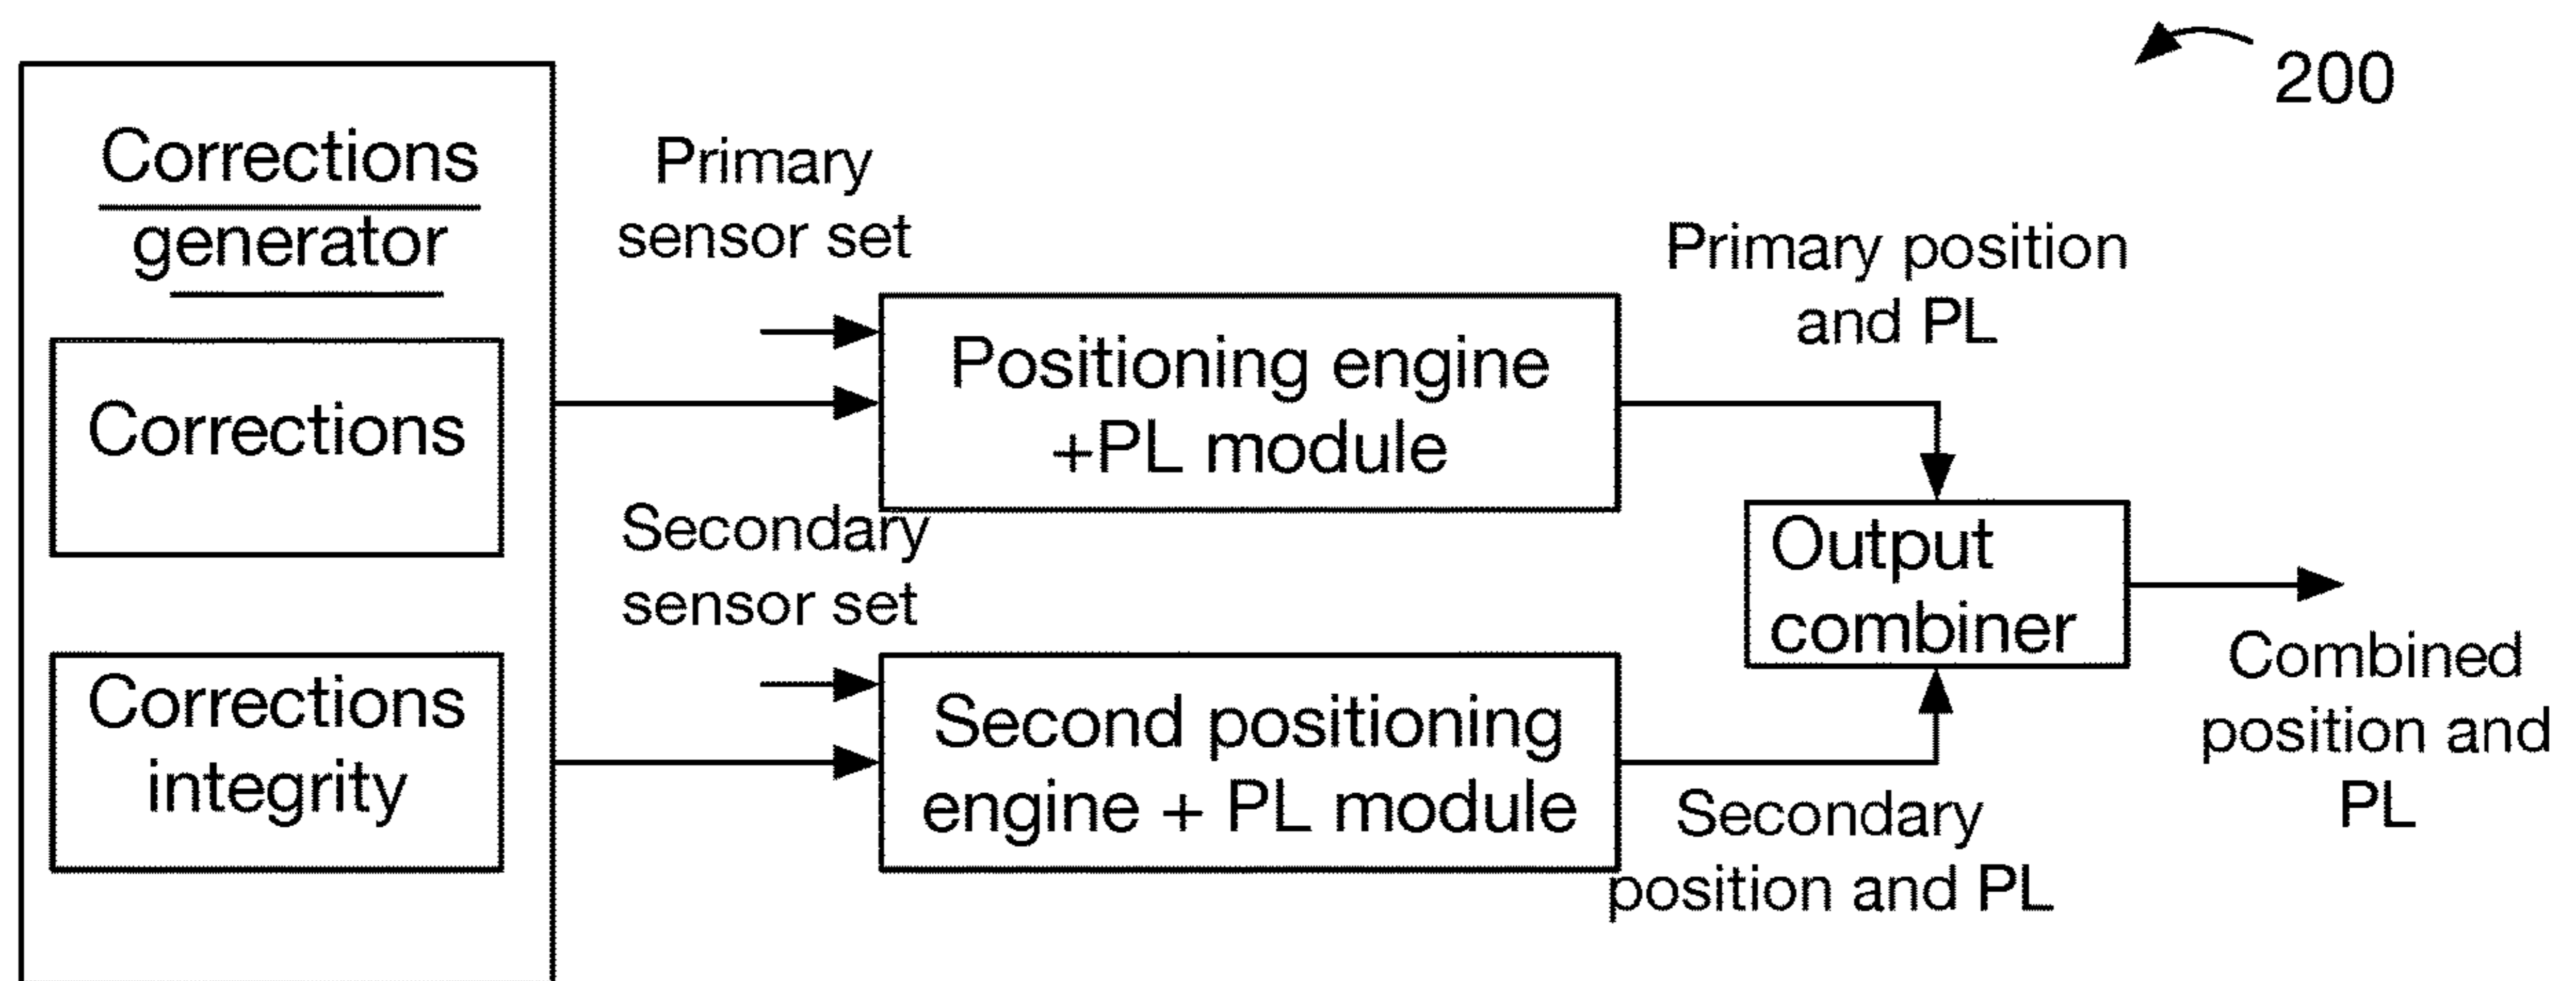 200
Corrections
generator
Corrections
Corrections
integrity
Primary
sensor set
Positioning engine
+PL module
Secondary
sensor set
Second positioning
engine + PL module
Primary position
and PL
Output
combiner
Secondary
position and PL
Combined
position and
PL